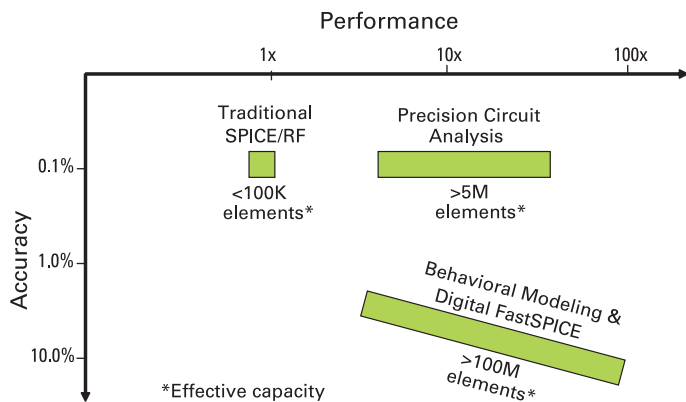 Performance
1x
10x
100x
Traditional
SPICE/RF
Precision Circuit
Analysis
0.1%
<100K
elements*
>5M
elements*
Accuracy
1.0%
Behavioral Modeling &
Digital FastSPICE
10.0%
>100M
elements*
*Effective capacity